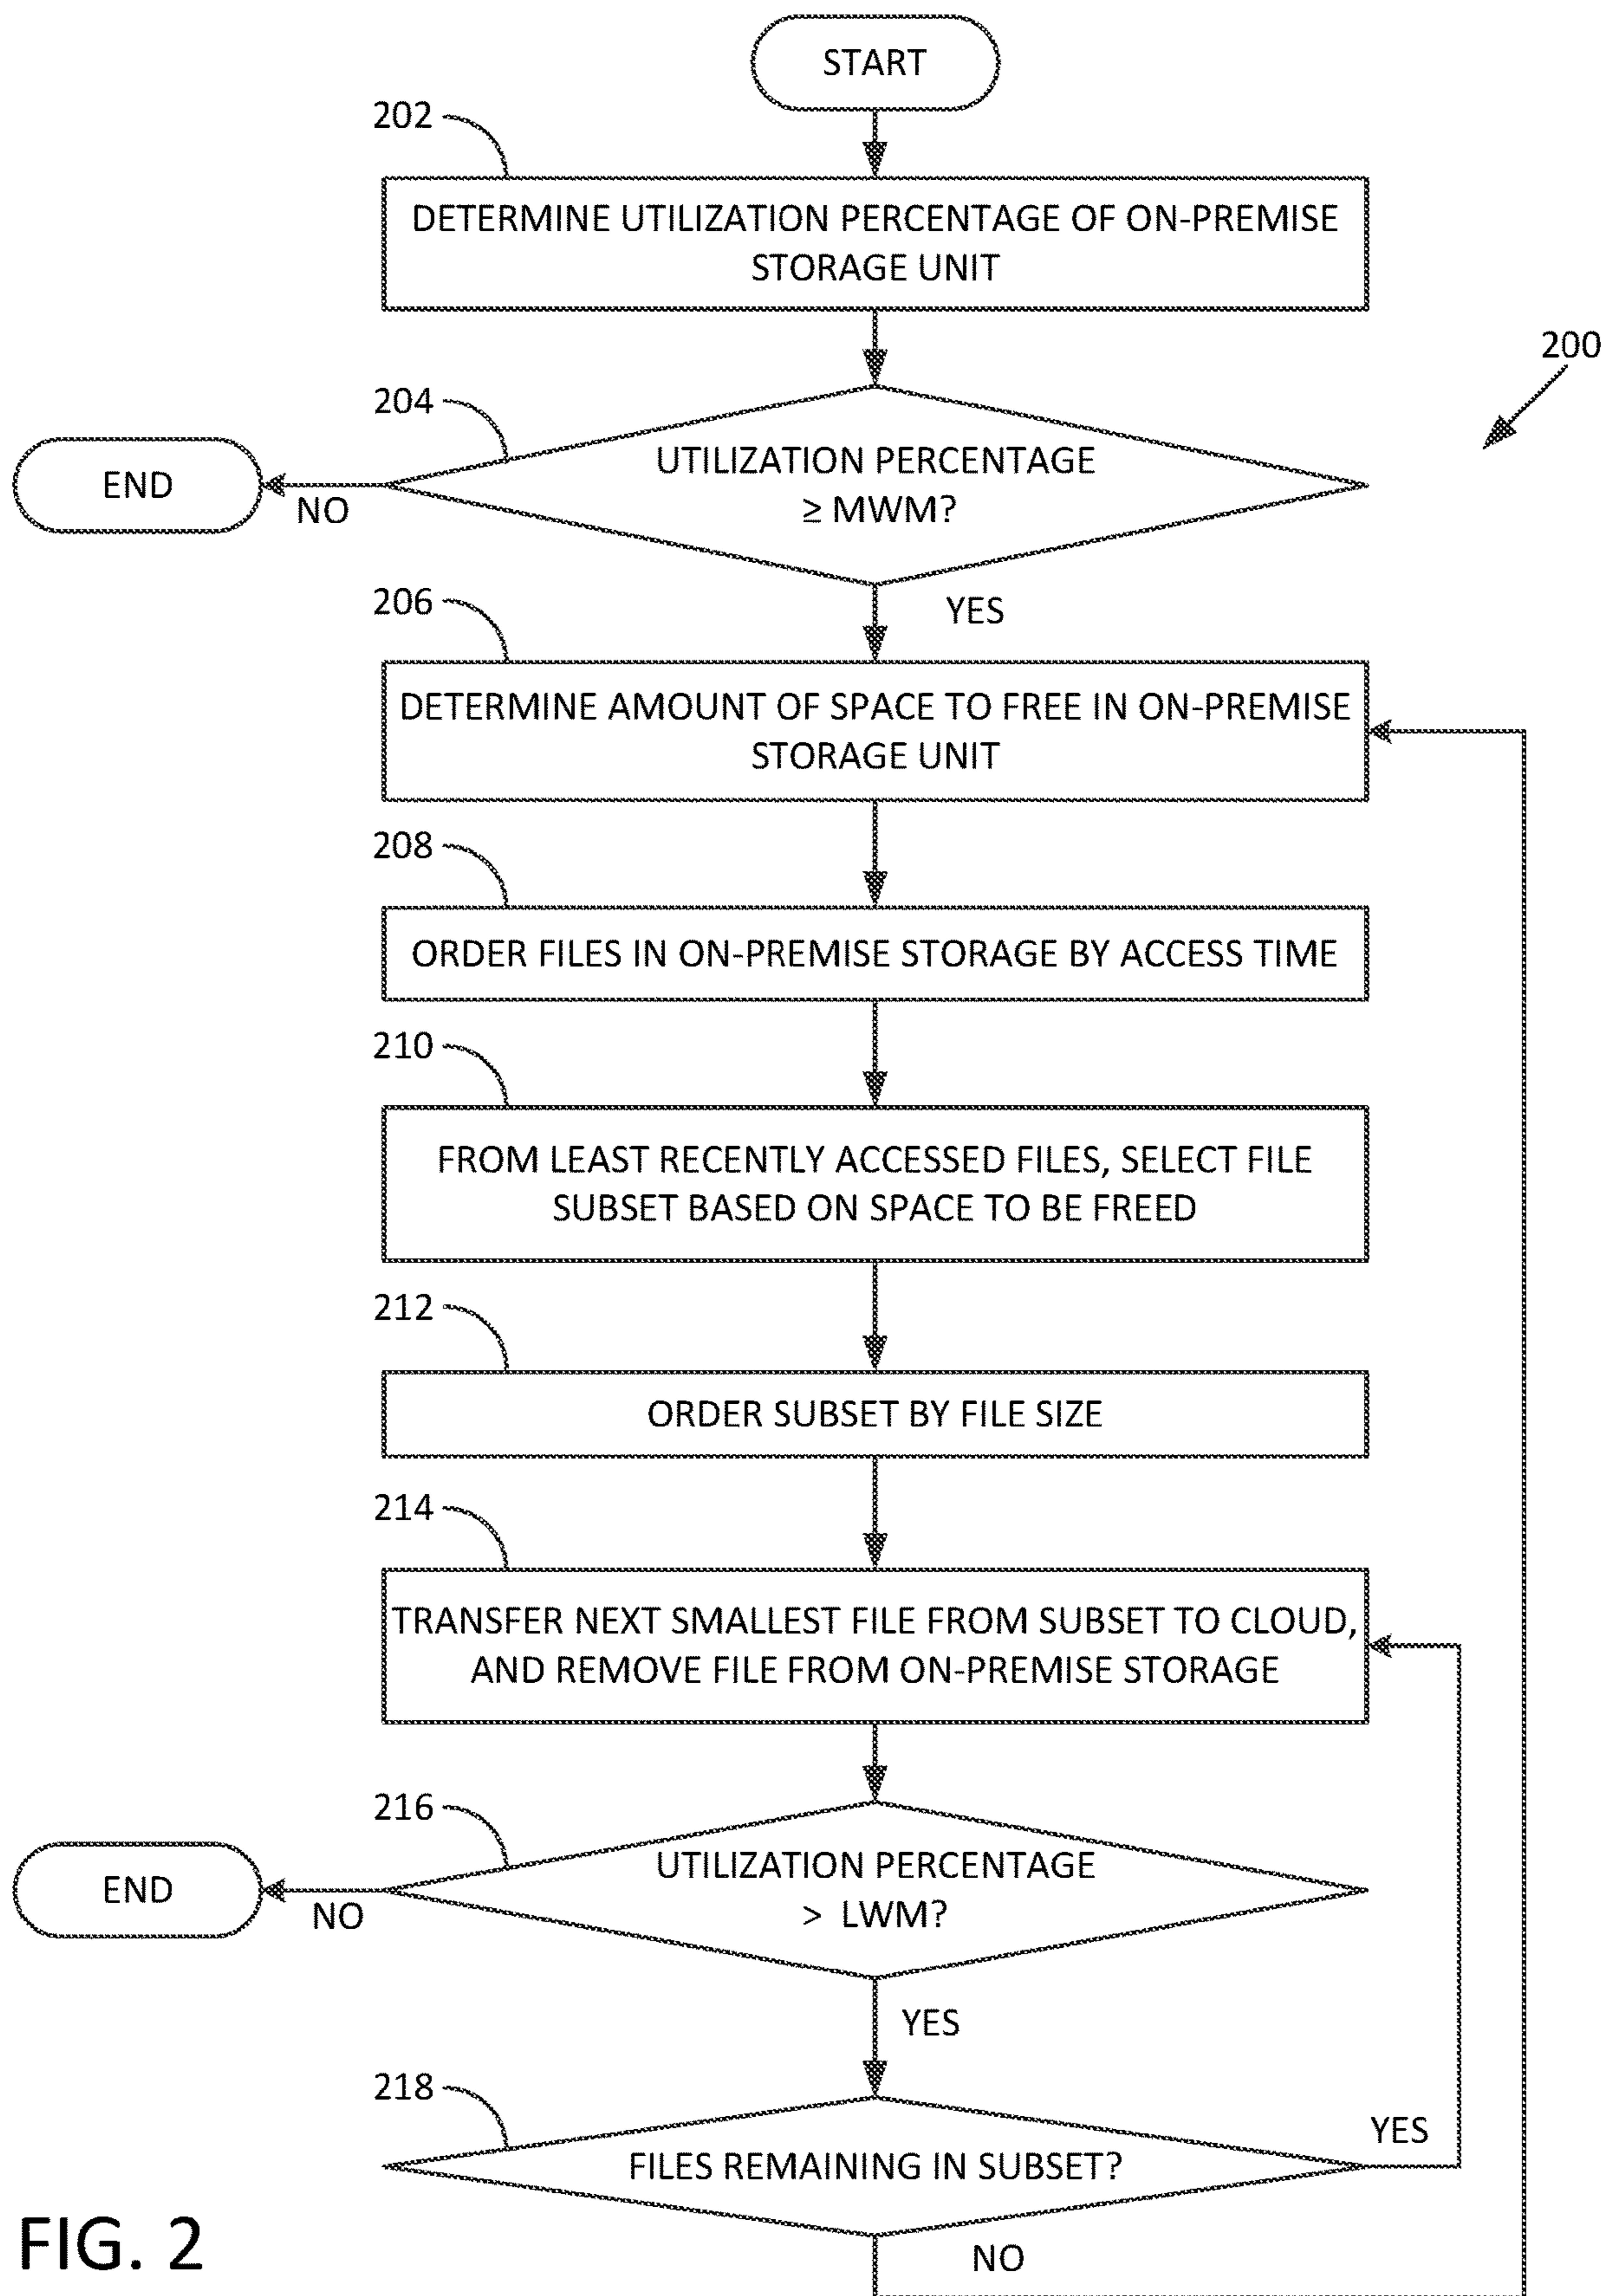 START
202
DETERMINE UTILIZATION PERCENTAGE OF ON-PREMISE
STORAGE UNIT
200
204
UTILIZATION PERCENTAGE
≥ MWM?
END
NO
YES
206
DETERMINE AMOUNT OF SPACE TO FREE IN ON-PREMISE
STORAGE UNIT
208
ORDER FILES IN ON-PREMISE STORAGE BY ACCESS TIME
210
FROM LEAST RECENTLY ACCESSED FILES, SELECT FILE
SUBSET BASED ON SPACE TO BE FREED
212
ORDER SUBSET BY FILE SIZE
214
TRANSFER NEXT SMALLEST FILE FROM SUBSET TO CLOUD,
AND REMOVE FILE FROM ON-PREMISE STORAGE
216
UTILIZATION PERCENTAGE
> LWM?
END
NO
YES
218
FILES REMAINING IN SUBSET?
YES
NO
FIG. 2